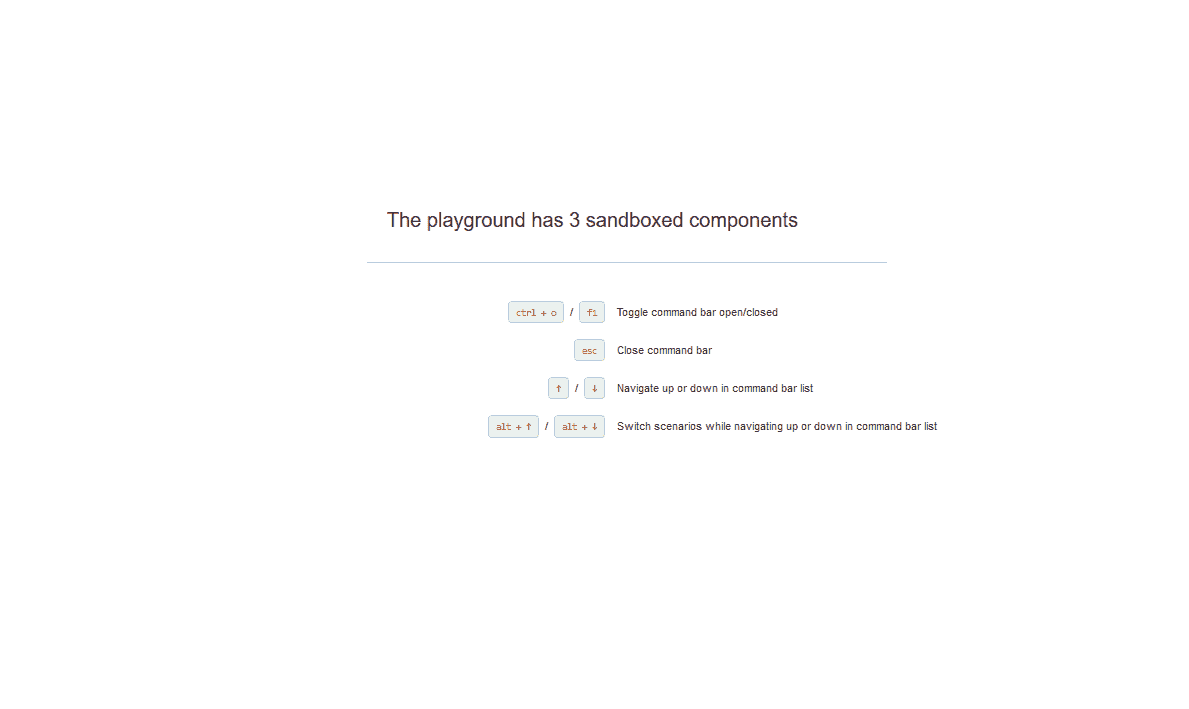 The playground has 3 sandboxed components
ctrl + o / fi Toggle command bar open/closed
esc Close command bar
↑ / ↓ Navigate up or down in command bar list
alt + ↑ / alt + ↓ Switch scenarios while navigating up or down in command bar list